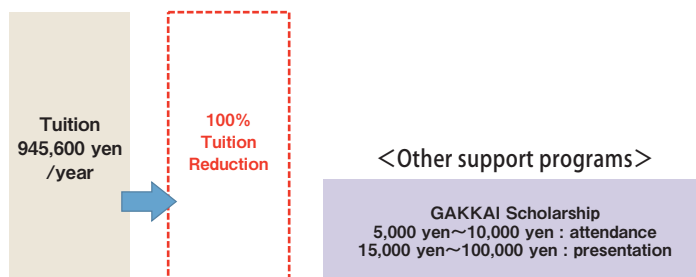 Tuition
945,600 yen
/year
100%
Tuition
Reduction
＜Other support programs＞
GAKKAI Scholarship
5,000 yen～10,000 yen : attendance
15,000 yen～100,000 yen : presentation